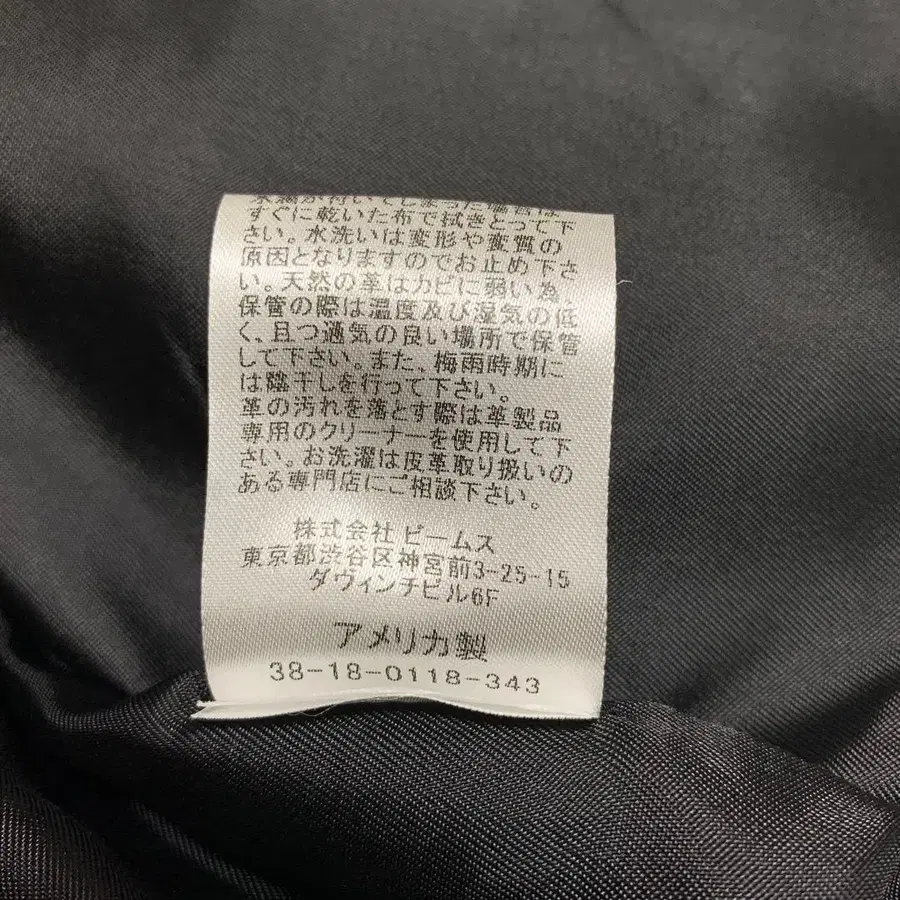 すぐに乾いた布で拭きとって下
さい。水洗いは変形や変質の
原因となりますのでお止め下さ
い。天然の革はカビに弱い為、
保管の際は温度及び湿気の低
く、且つ通気の良い場所で保管
して下さい。また、梅雨時期に
は陰干しを行って下さい。
革の汚れを落とす際は革製品
専用のクリーナーを使用して下
さい。お洗濯は皮革取り扱いの
ある専門店にご相談下さい。
株式会社 ビームス
東京都渋谷区神宮前3-25-15
ダヴィンチビル6F
アメリカ製
38-18-0118-343